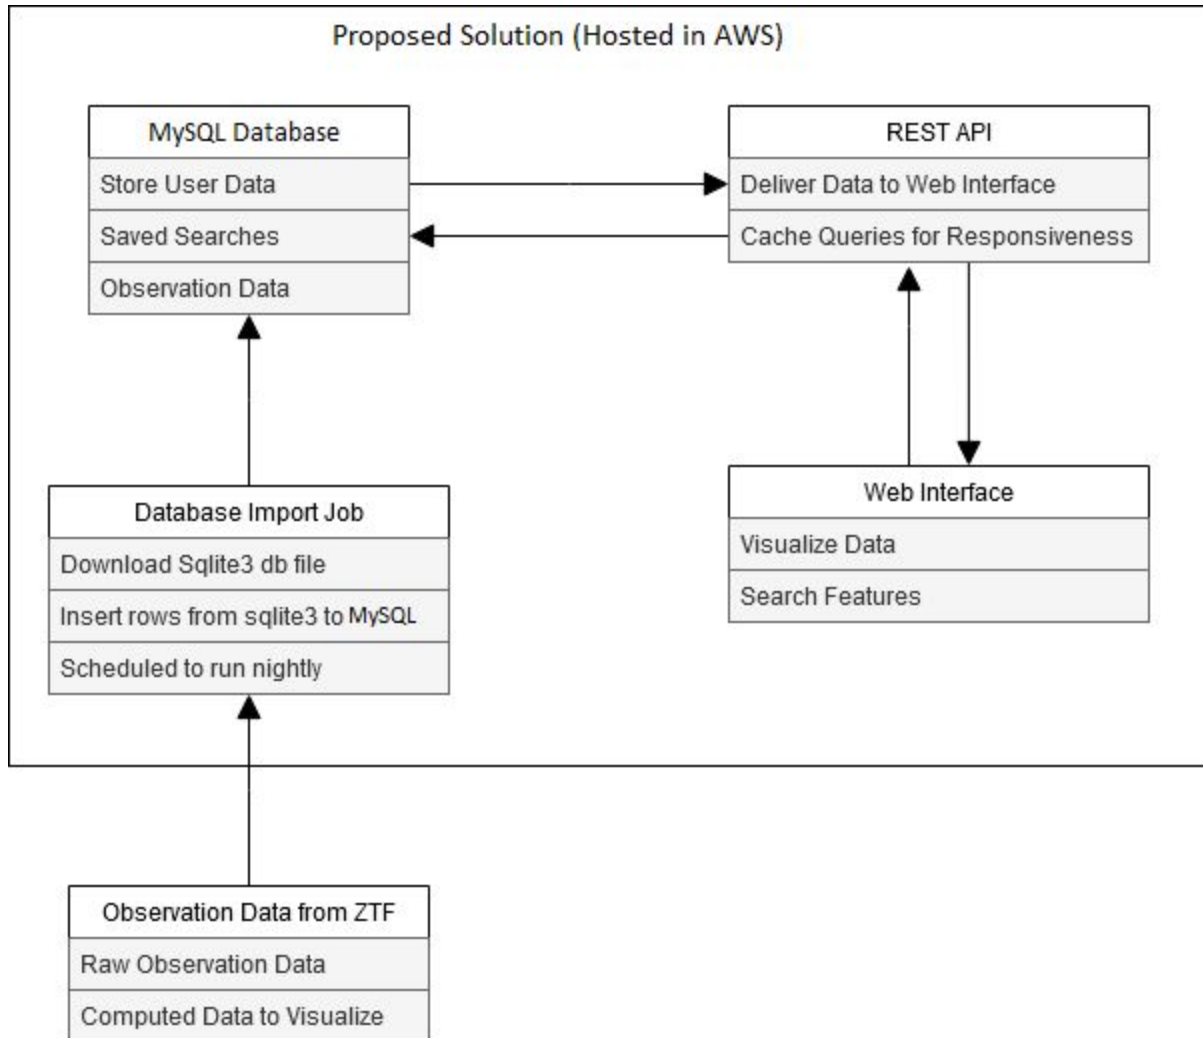 Proposed Solution (Hosted in AWS)
MySQL Database
Store User Data
Saved Searches
Observation Data
REST API
Deliver Data to Web Interface
Cache Queries for Responsiveness
Database Import Job
Download Sqlite3 db file
Insert rows from sqlite3 to MySQL
Scheduled to run nightly
Web Interface
Visualize Data
Search Features
Observation Data from ZTF
Raw Observation Data
Computed Data to Visualize